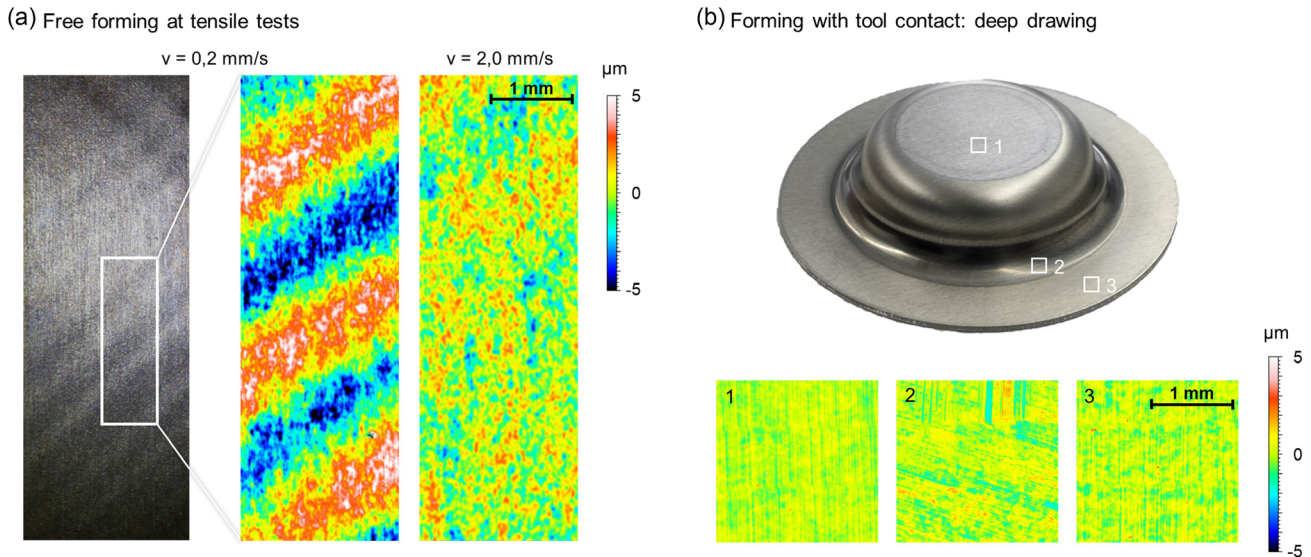 (a) Free forming at tensile tests
v = 0,2 mm/s
v = 2,0 mm/s
µm
1 mm
5
0
-5
(b) Forming with tool contact: deep drawing
1
2
3
µm
1
2
3
1 mm
5
0
-5